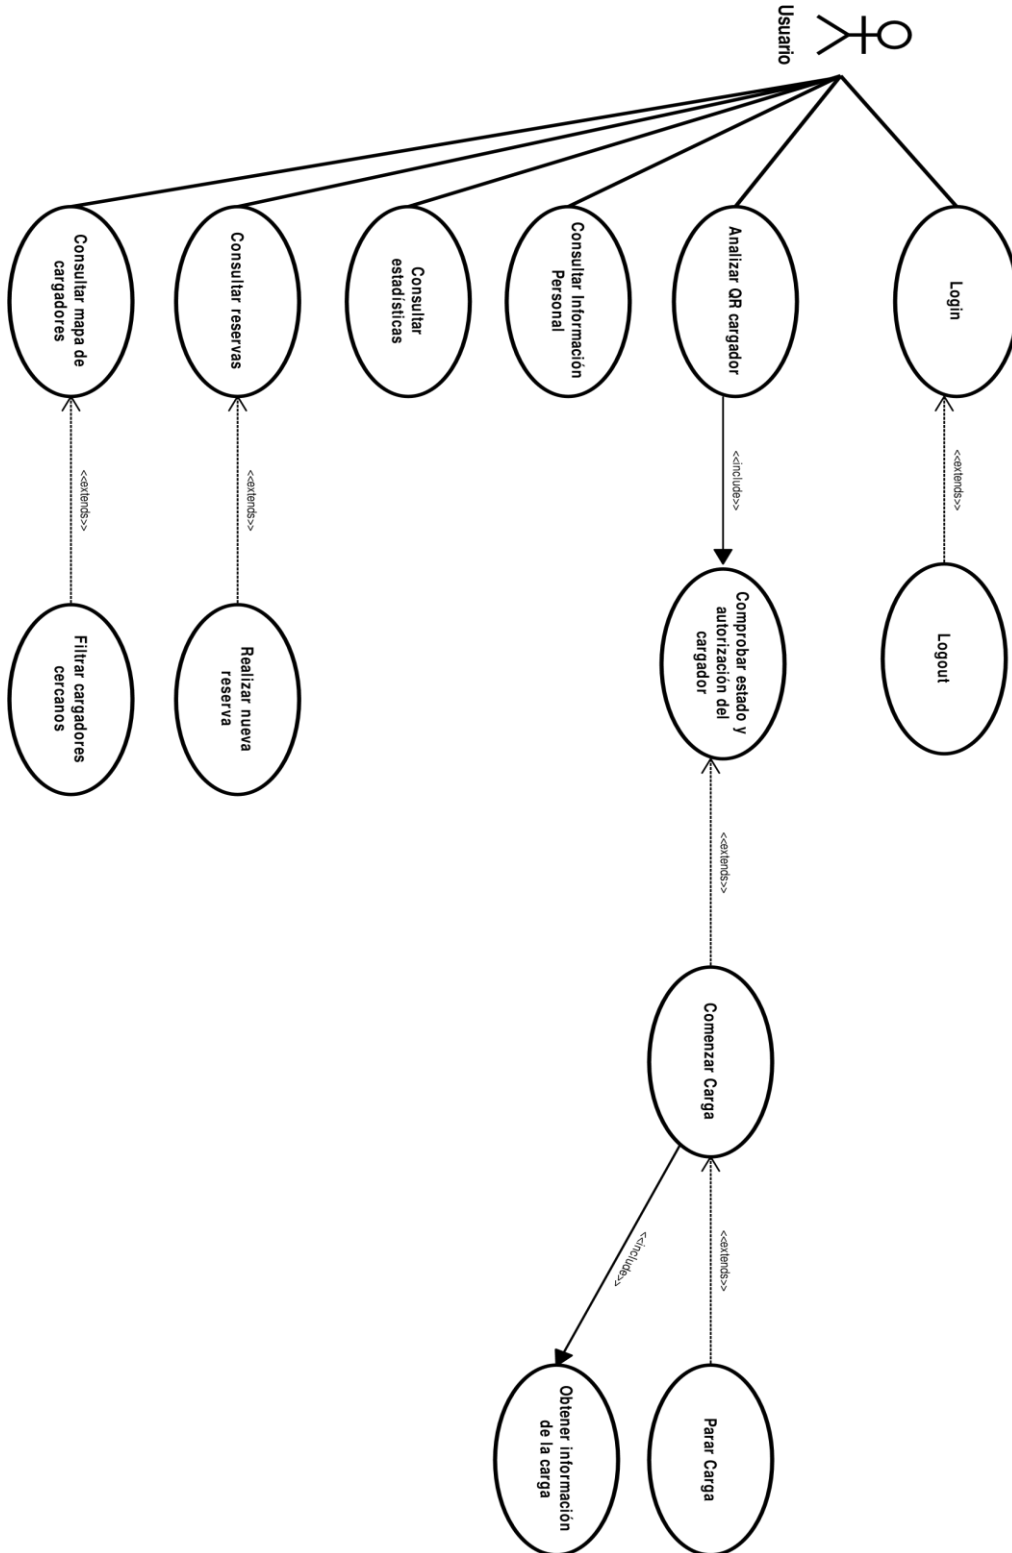 Usuario
Login
<<extends>>
Logout
Analizar QR cargador
<<include>>
Comprobar estado y
autorización del
cargador
<<extends>>
Comenzar Carga
<<extends>>
Parar Carga
<<include>>
Obtener información
de la carga
Consultar Información
Personal
Consultar
estadísticas
Consultar reservas
<<extends>>
Realizar nueva
reserva
Consultar mapa de
cargadores
<<extends>>
Filtrar cargadores
cercanos